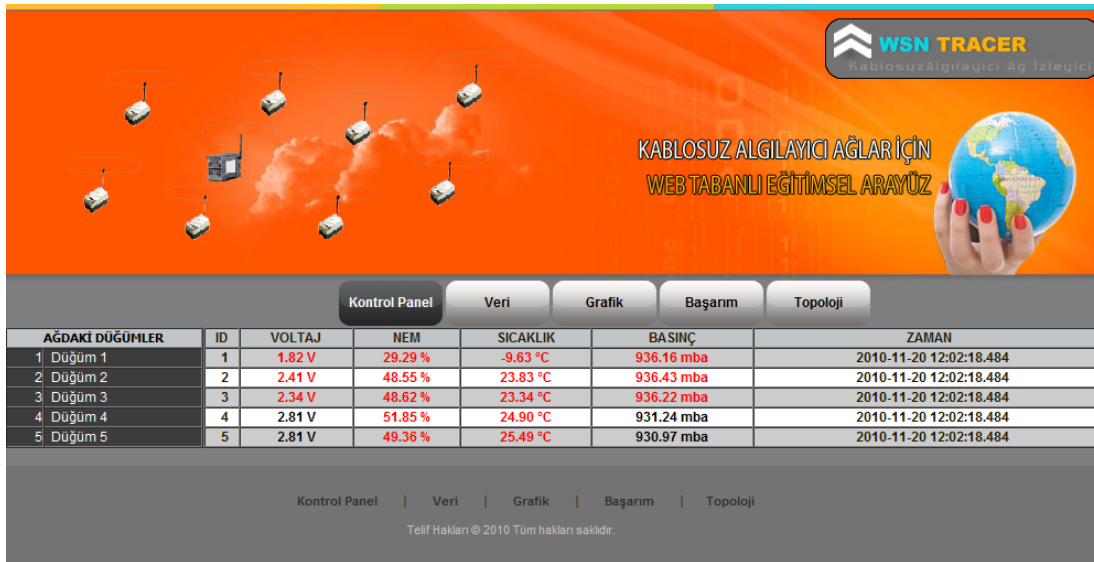 WSN TRACER
KablosuzAlgılayıcı Ag İzleyici
KABLOSUZ ALGILAYICI AĞLAR İÇİN
WEB TABANLI EĞİTİMSEL ARAYÜZ
Kontrol Panel Veri Grafik Başarım Topoloji
AĞDAKİ DÜĞÜMLER ID VOLTAJ NEM SICAKLIK BASINÇ ZAMAN
1 Düğüm 1 1 1.82 V 29.29 % -9.63 °C 936.16 mba 2010-11-20 12:02:18.484
2 Düğüm 2 2 2.41 V 48.55 % 23.83 °C 936.43 mba 2010-11-20 12:02:18.484
3 Düğüm 3 3 2.34 V 48.62 % 23.34 °C 936.22 mba 2010-11-20 12:02:18.484
4 Düğüm 4 4 2.81 V 51.85 % 24.90 °C 931.24 mba 2010-11-20 12:02:18.484
5 Düğüm 5 5 2.81 V 49.36 % 25.49 °C 930.97 mba 2010-11-20 12:02:18.484
Kontrol Panel | Veri | Grafik | Başarım | Topoloji
Telif Hakları © 2010 Tüm hakları saklıdır.